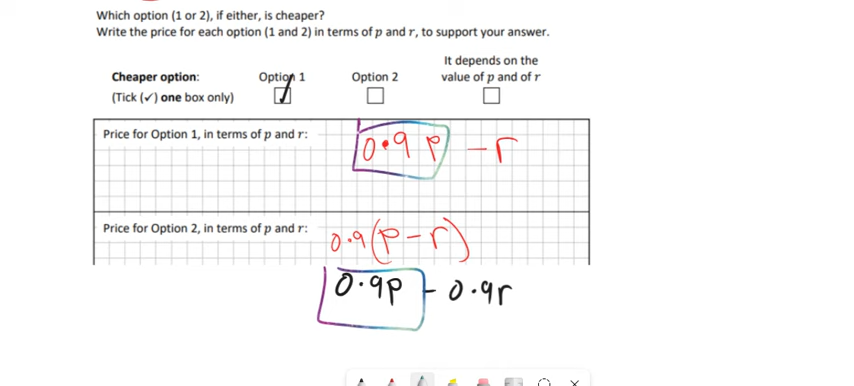 Which option (1 or 2), if either, is cheaper?
Write the price for each option (1 and 2) in terms of p and r, to support your answer.
It depends on the
Cheaper option: Option 1 Option 2 value of p and of r
(Tick (✓) one box only) ✓
Price for Option 1, in terms of p and r: 0.9 p - r
Price for Option 2, in terms of p and r: 0.9(p - r)
0.9p - 0.9r